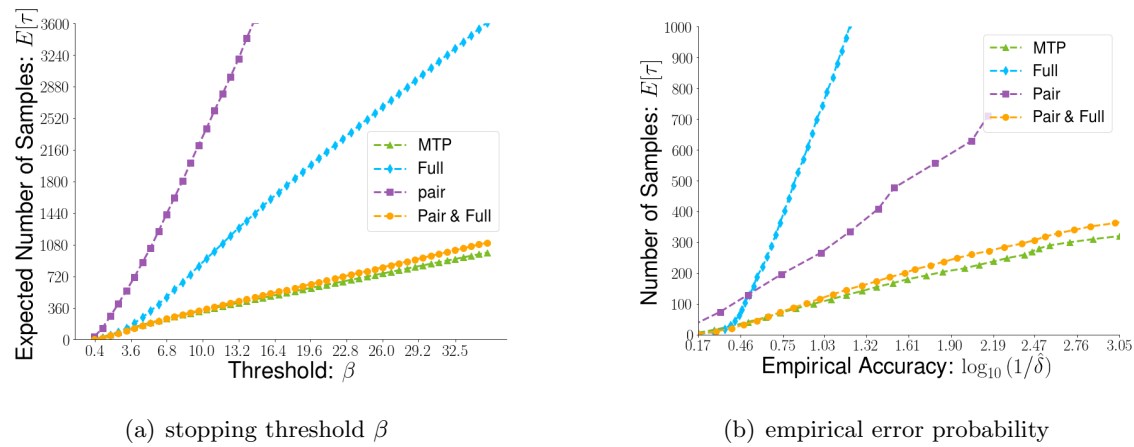 3600
3240
2880
2520
2160
1800
1440
1080
720
360
0
Expected Number of Samples: E[τ]
MTP
Full
pair
Pair & Full
0.4 3.6 6.8 10.0 13.2 16.4 19.6 22.8 26.0 29.2 32.5
Threshold: β
(a) stopping threshold β
1000
900
800
700
600
500
400
300
200
100
0
Number of Samples: E[τ]
MTP
Full
Pair
Pair & Full
0.17 0.46 0.75 1.03 1.32 1.61 1.90 2.19 2.47 2.76 3.05
Empirical Accuracy: log₁₀ (1/δ̂)
(b) empirical error probability